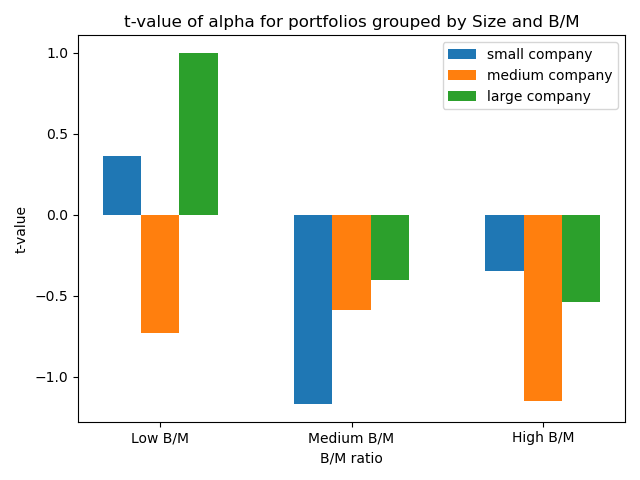 t-value of alpha for portfolios grouped by Size and B/M
small company
medium company
large company
1.0
0.5
0.0
−0.5
−1.0
t-value
Low B/M
Medium B/M
High B/M
B/M ratio